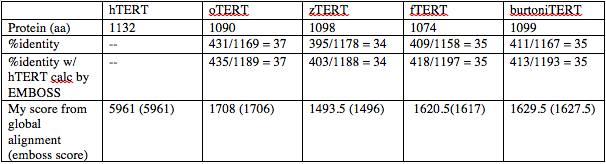 hTERT oTERT zTERT fTERT burtoniTERT
Protein (aa) 1132 1090 1098 1074 1099
%identity -- 431/1169 = 37 395/1178 = 34 409/1158 = 35 411/1167 = 35
%identity w/ -- 435/1189 = 37 403/1188 = 34 418/1197 = 35 413/1193 = 35
hTERT calc by
EMBOSS
My score from 5961 (5961) 1708 (1706) 1493.5 (1496) 1620.5(1617) 1629.5 (1627.5)
global
alignment
(emboss score)